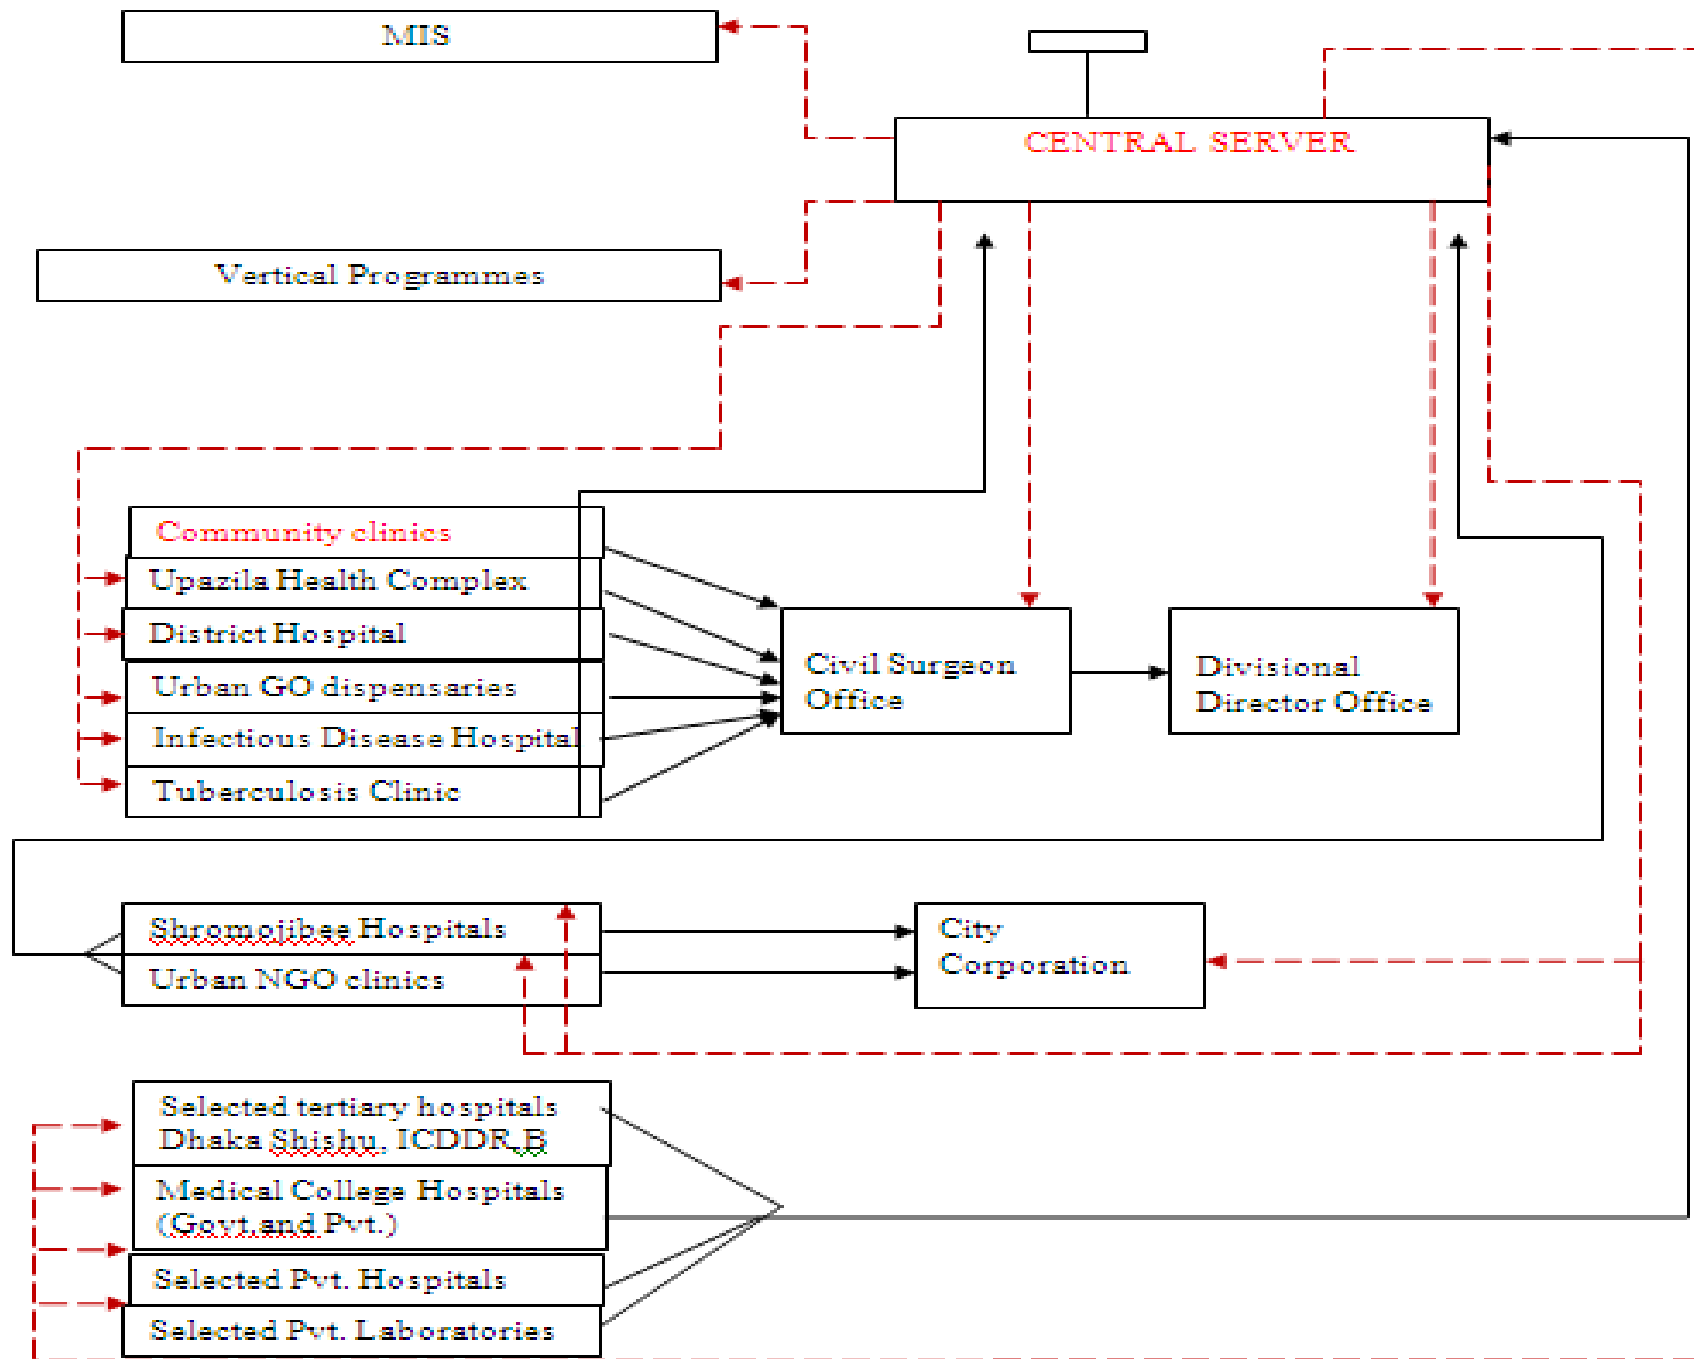 MIS
CENTRAL SERVER
Vertical Programmes
Community clinics
Upazila Health Complex
District Hospital
Urban GO dispensaries
Infectious Disease Hospital
Tuberculosis Clinic
Civil Surgeon
Office
Divisional
Director Office
Shromojibee Hospitals
Urban NGO clinics
City
Corporation
Selected tertiary hospitals
Dhaka Shishu, ICDDR,B
Medical College Hospitals
(Govt.and Pvt.)
Selected Pvt. Hospitals
Selected Pvt. Laboratories